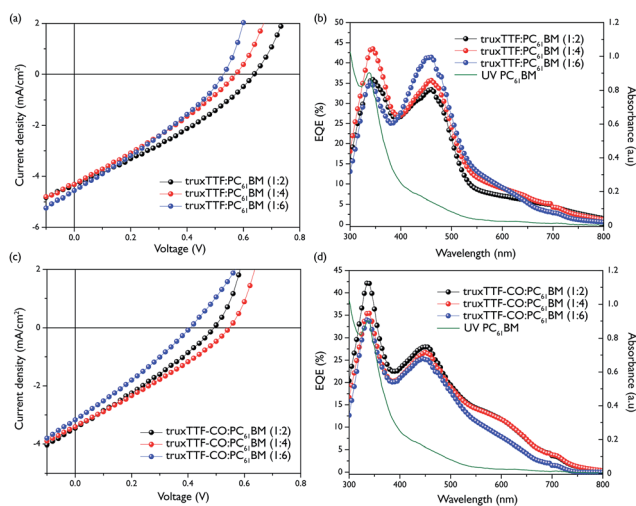 (a)
2
0
-2
-4
-6
Current density (mA/cm²)
truxTTF:PC₆₁BM (1:2)
truxTTF:PC₆₁BM (1:4)
truxTTF:PC₆₁BM (1:6)
0.0 0.2 0.4 0.6 0.8
Voltage (V)
(b)
50
45
40
35
30
25
20
15
10
5
0
EQE (%)
truxTTF:PC₆₁BM (1:2)
truxTTF:PC₆₁BM (1:4)
truxTTF:PC₆₁BM (1:6)
UV PC₆₁BM
1.2
1.0
0.8
0.6
0.4
0.2
0
Absorbance (a.u)
300 400 500 600 700 800
Wavelength (nm)
(c)
2
0
-2
-4
Current density (mA/cm²)
truxTTF-CO:PC₆₁BM (1:2)
truxTTF-CO:PC₆₁BM (1:4)
truxTTF-CO:PC₆₁BM (1:6)
0.0 0.2 0.4 0.6 0.8
Voltage (V)
(d)
45
40
35
30
25
20
15
10
5
0
EQE (%)
truxTTF-CO:PC₆₁BM (1:2)
truxTTF-CO:PC₆₁BM (1:4)
truxTTF-CO:PC₆₁BM (1:6)
UV PC₆₁BM
1.2
1.0
0.8
0.6
0.4
0.2
0
Absorbance (a.u)
300 400 500 600 700 800
Wavelength (nm)